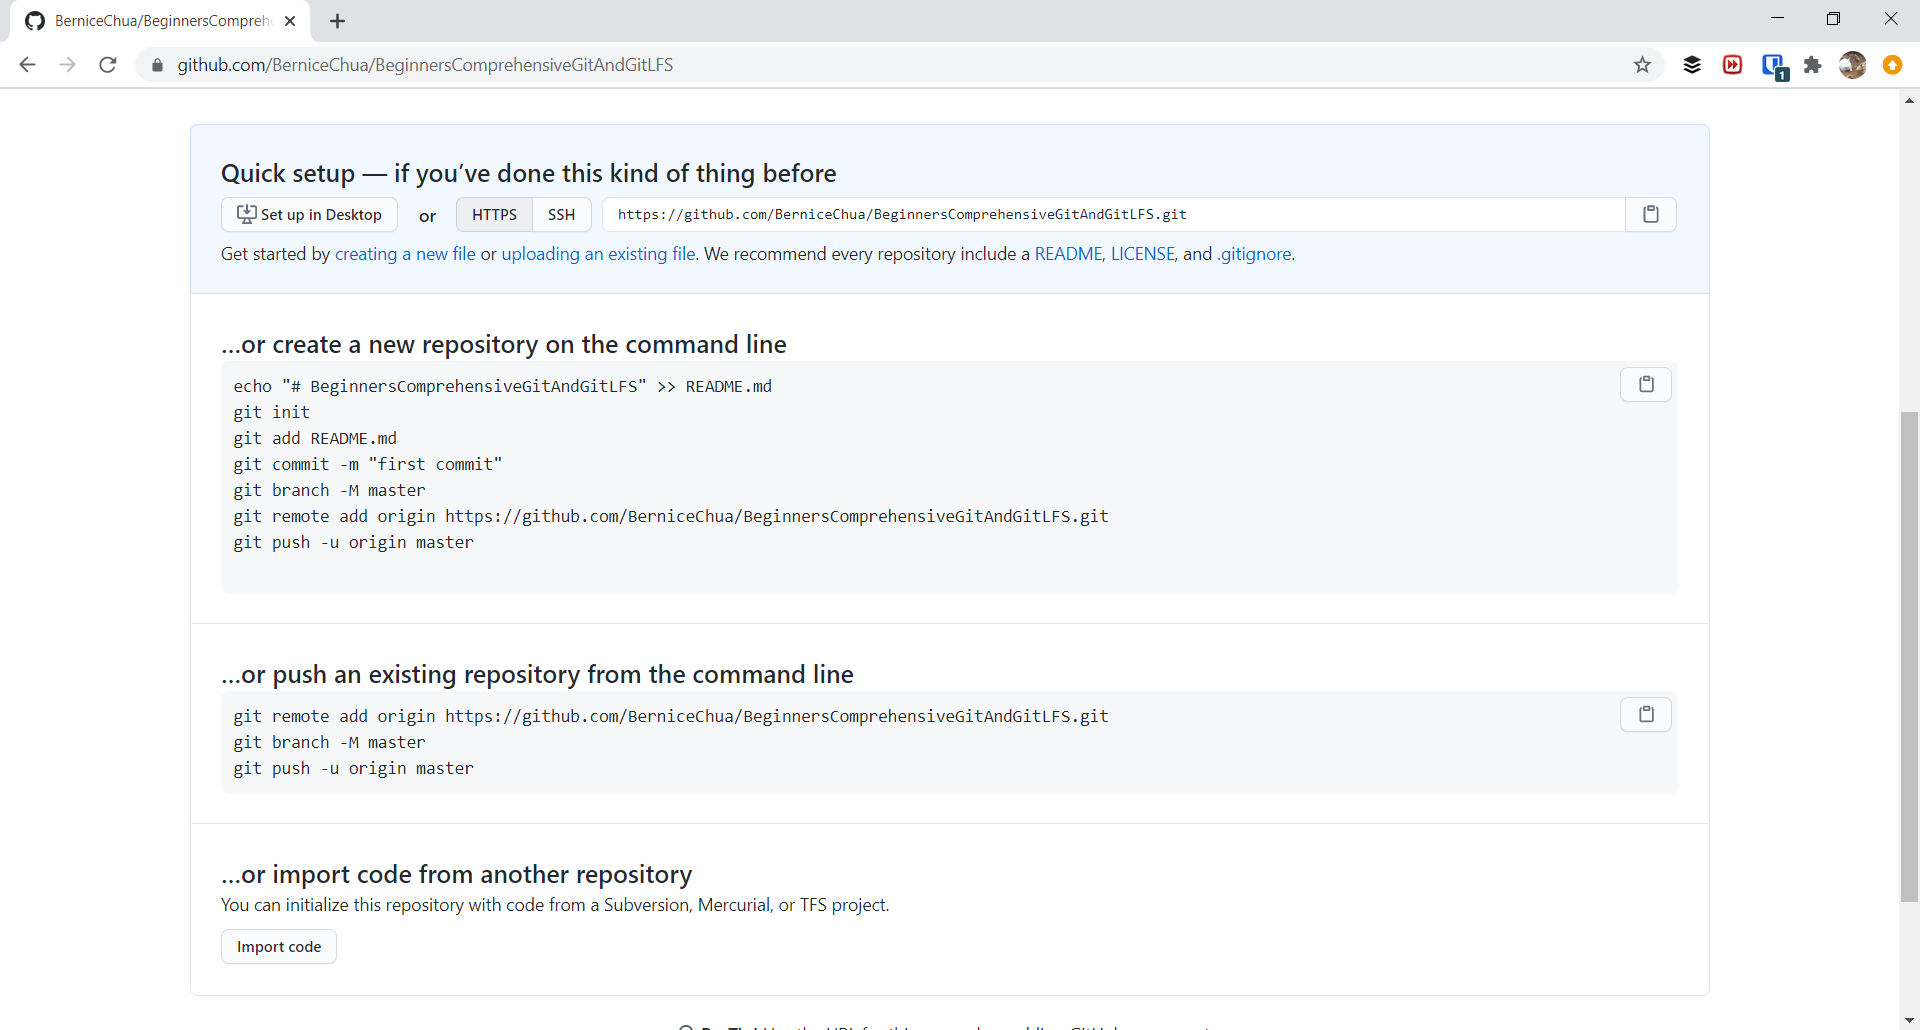 BerniceChua/BeginnersCompreh
github.com/BerniceChua/BeginnersComprehensiveGitAndGitLFS
1
Quick setup — if you’ve done this kind of thing before
Set up in Desktop or HTTPS SSH https://github.com/BerniceChua/BeginnersComprehensiveGitAndGitLFS.git
Get started by creating a new file or uploading an existing file. We recommend every repository include a README, LICENSE, and .gitignore.
…or create a new repository on the command line
echo "# BeginnersComprehensiveGitAndGitLFS" >> README.md
git init
git add README.md
git commit -m "first commit"
git branch -M master
git remote add origin https://github.com/BerniceChua/BeginnersComprehensiveGitAndGitLFS.git
git push -u origin master
…or push an existing repository from the command line
git remote add origin https://github.com/BerniceChua/BeginnersComprehensiveGitAndGitLFS.git
git branch -M master
git push -u origin master
…or import code from another repository
You can initialize this repository with code from a Subversion, Mercurial, or TFS project.
Import code